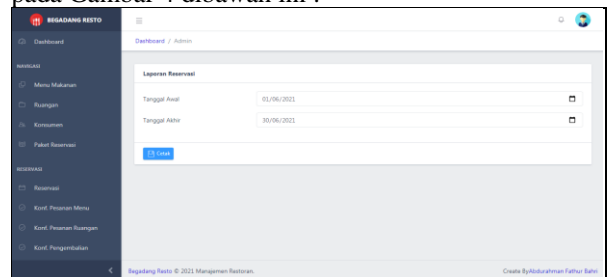 pada Gambar 4 dibawah ini :
BEGADANG RESTO
Dashboard
Dashboard / Admin
NAVIGASI
Menu Makanan
Ruangan
Konsumen
Paket Reservasi
RESERVASI
Reservasi
Konf. Pesanan Menu
Konf. Pesanan Ruangan
Konf. Pengembalian
Laporan Reservasi
Tanggal Awal 01/06/2021
Tanggal Akhir 30/06/2021
Cetak
Begadang Resto © 2021 Manajemen Restoran.
Create ByAbdurahman Fathur Bahri